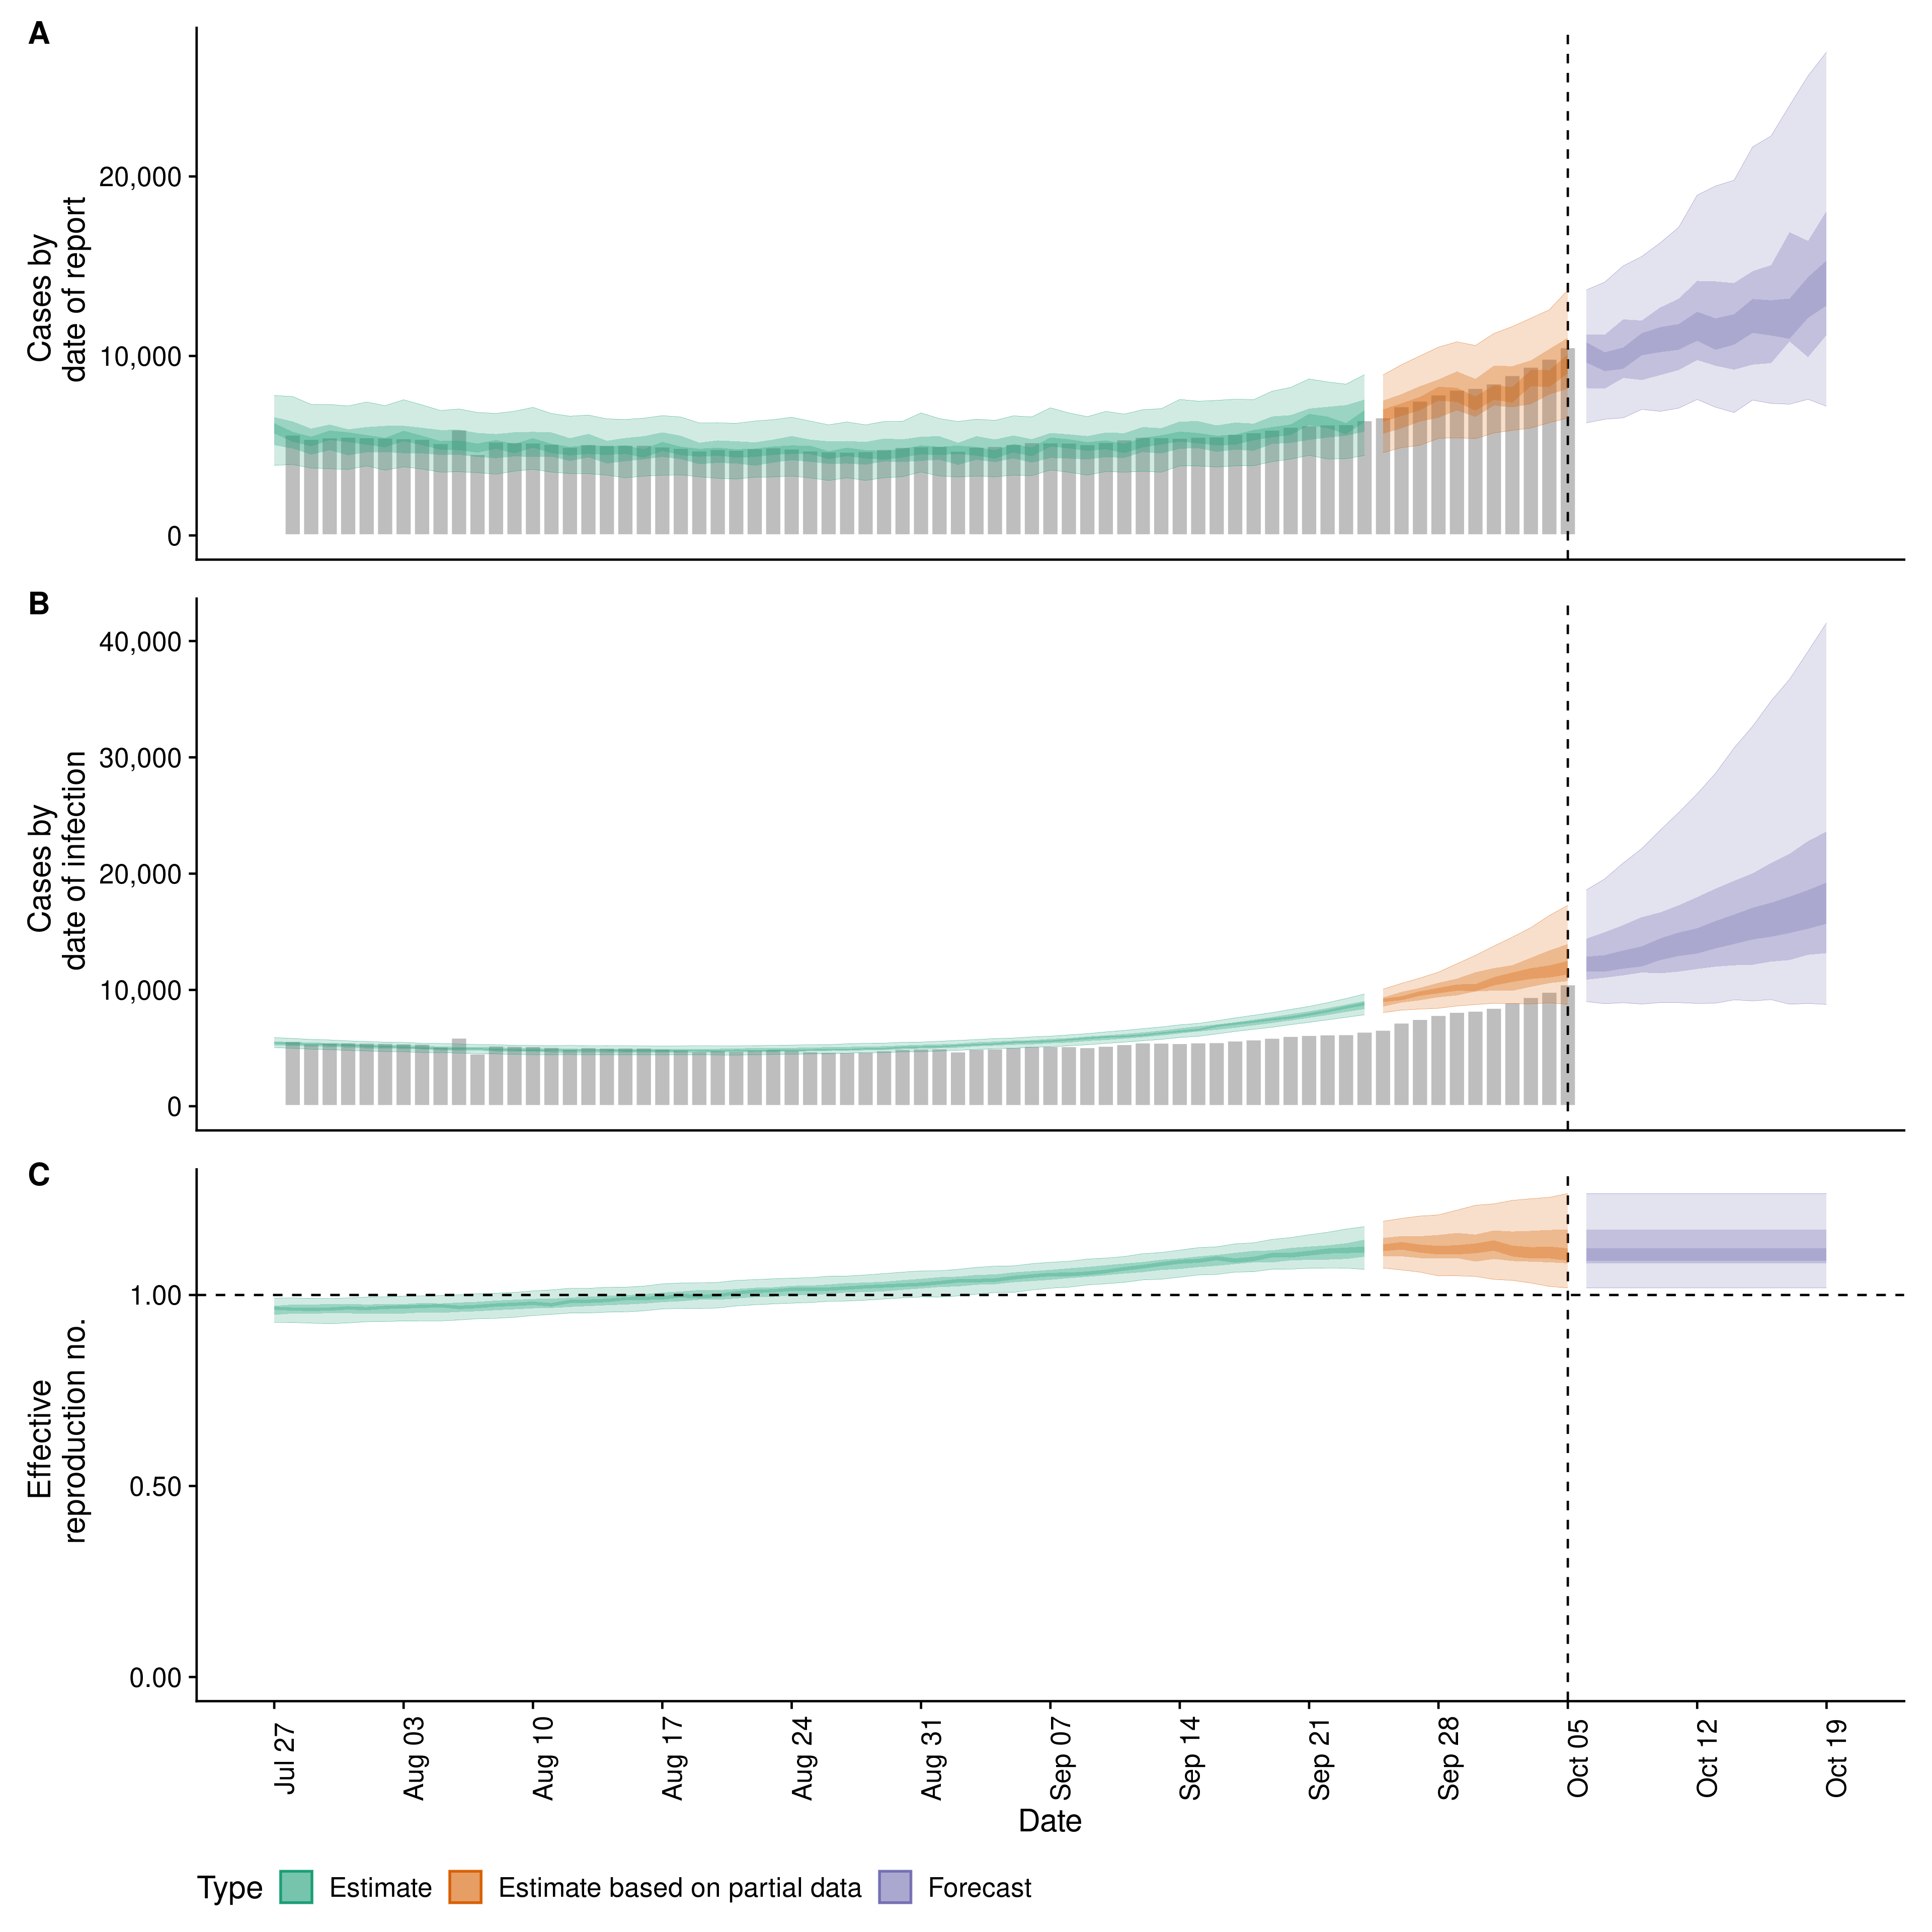 A
Cases by
date of report
20,000
10,000
0
B
Cases by
date of infection
40,000
30,000
20,000
10,000
0
C
Effective
reproduction no.
1.00
0.50
0.00
Jul 27
Aug 03
Aug 10
Aug 17
Aug 24
Aug 31
Sep 07
Sep 14
Sep 21
Sep 28
Oct 05
Oct 12
Oct 19
Date
Type Estimate Estimate based on partial data Forecast